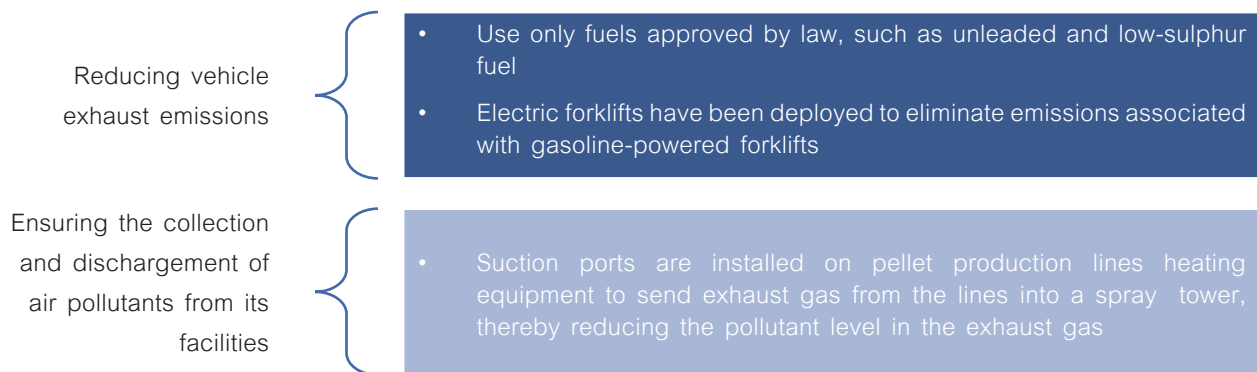 Reducing vehicle
exhaust emissions
• Use only fuels approved by law, such as unleaded and low-sulphur
fuel
• Electric forklifts have been deployed to eliminate emissions associated
with gasoline-powered forklifts
Ensuring the collection
and dischargement of
air pollutants from its
facilities
• Suction ports are installed on pellet production lines heating
equipment to send exhaust gas from the lines into a spray tower,
thereby reducing the pollutant level in the exhaust gas